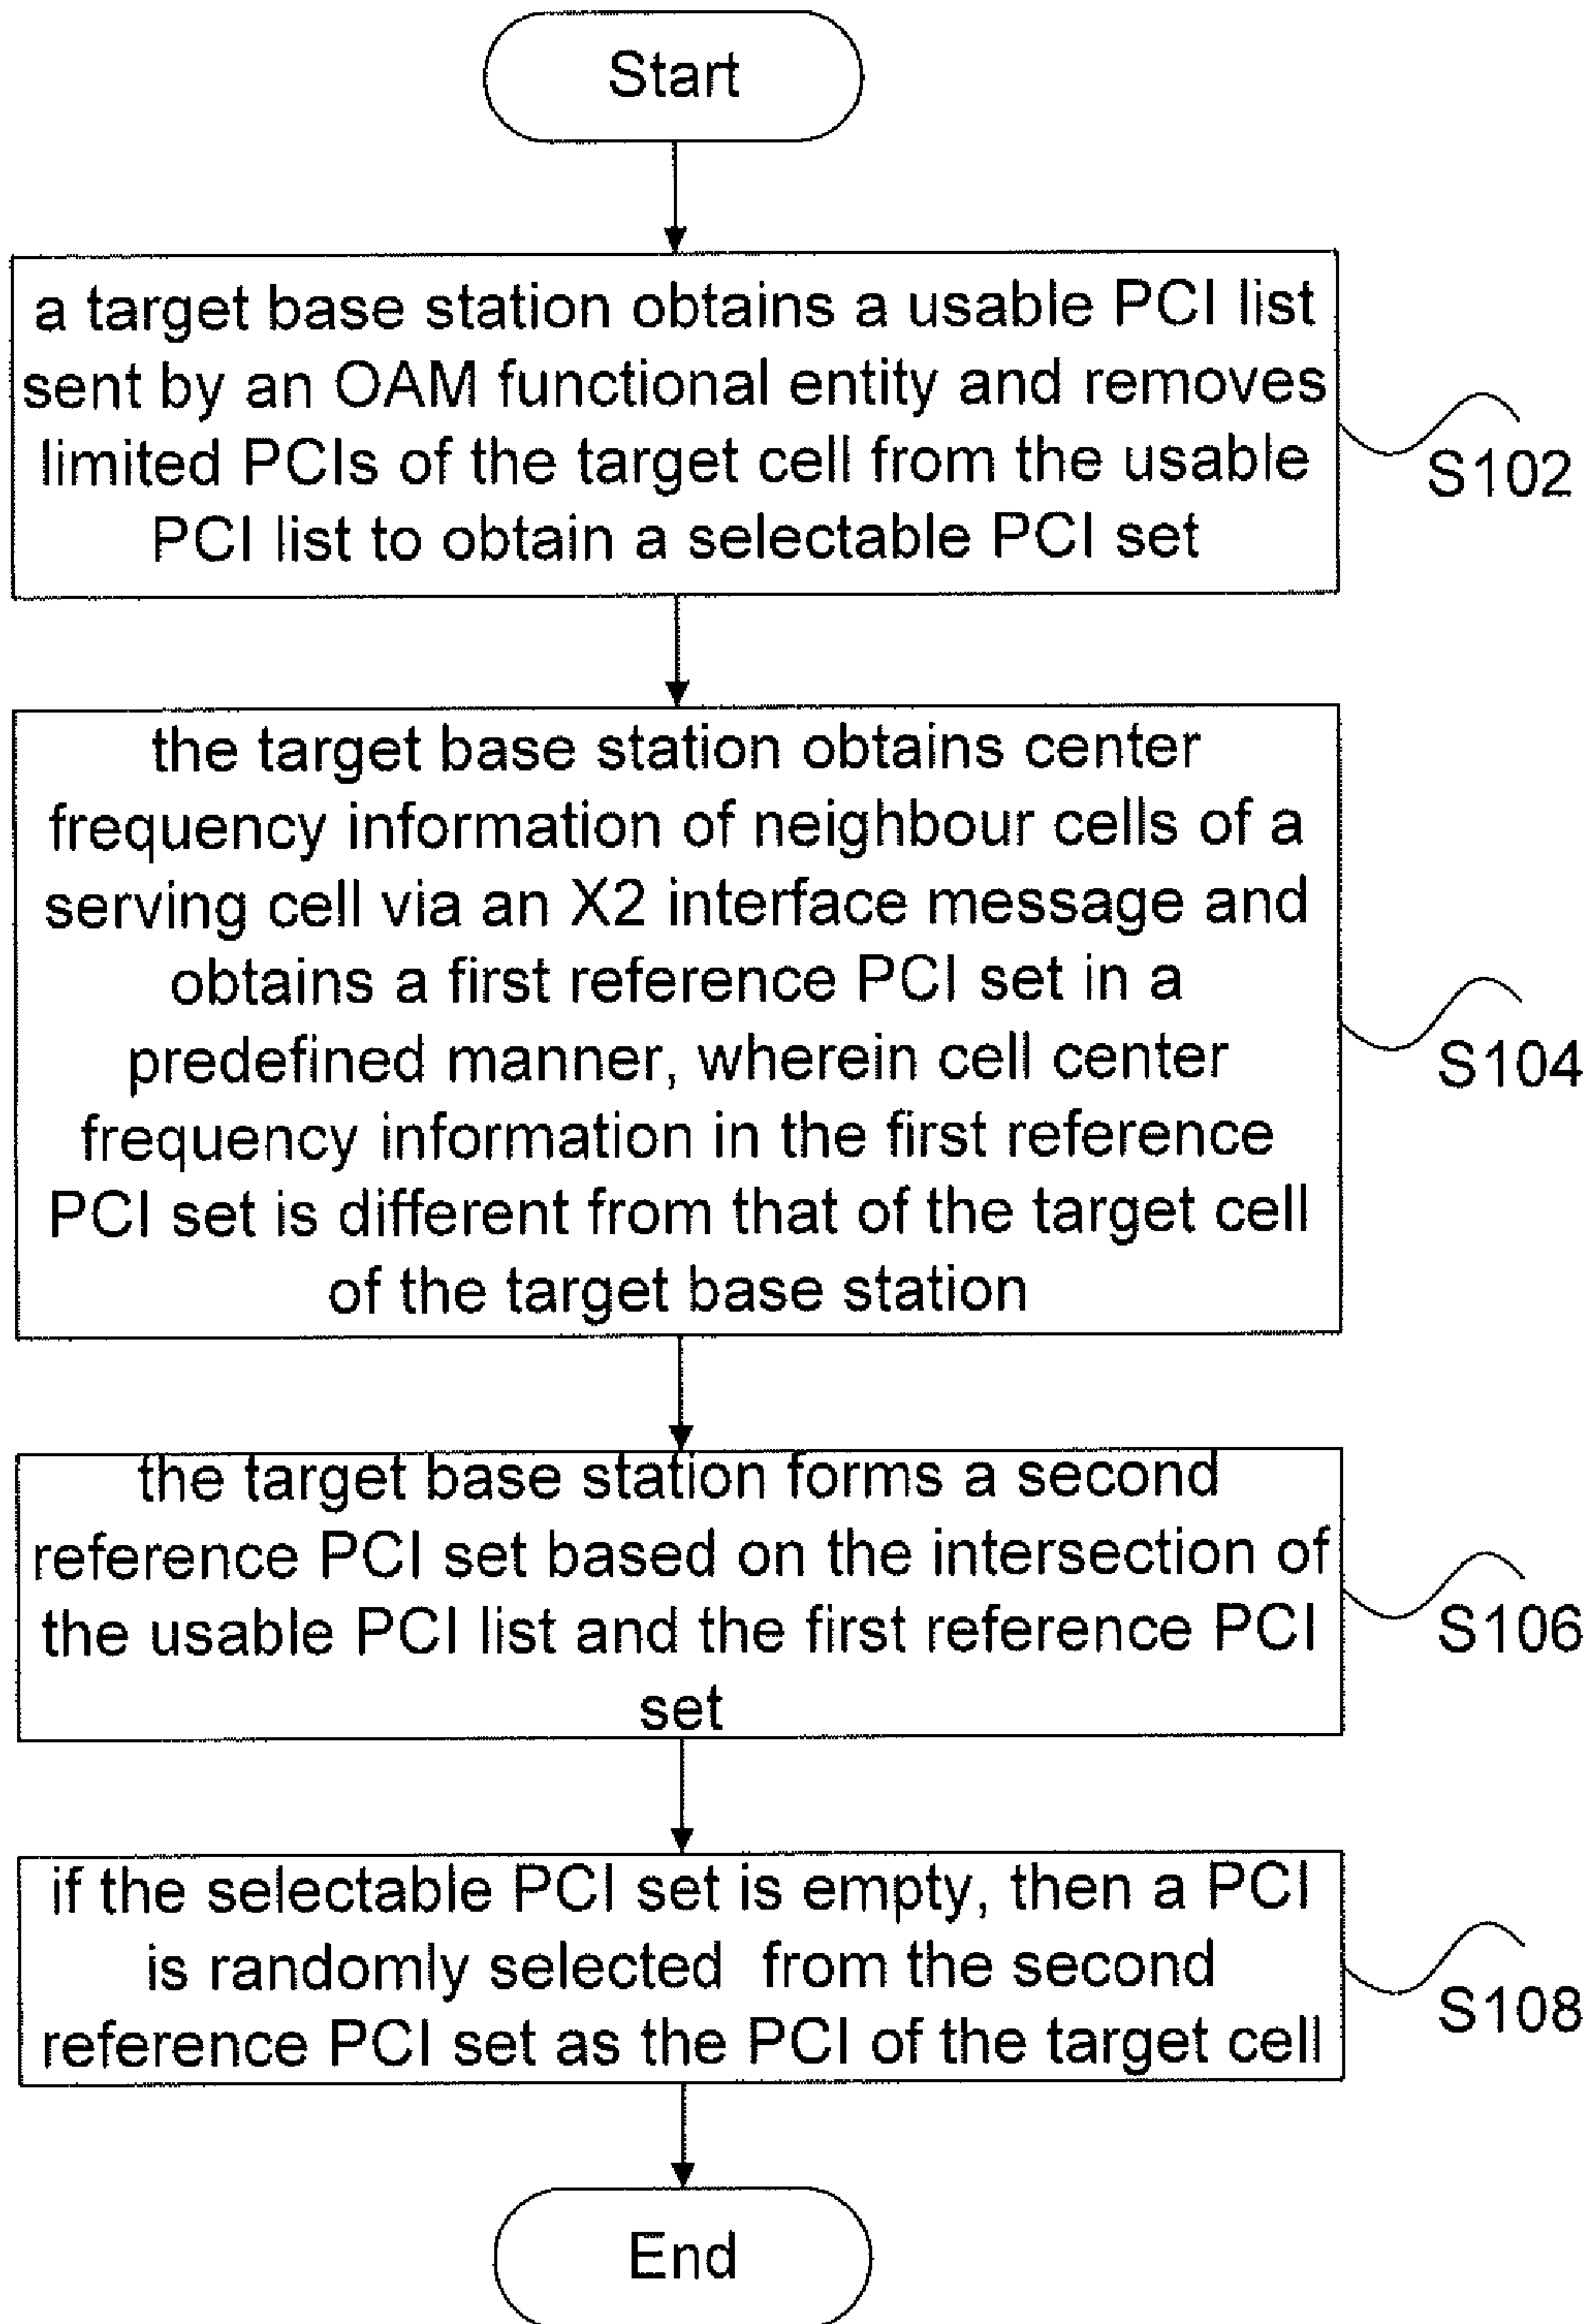 Start
a target base station obtains a usable PCI list
sent by an OAM functional entity and removes
limited PCIs of the target cell from the usable
PCI list to obtain a selectable PCI set
S102
the target base station obtains center
frequency information of neighbour cells of a
serving cell via an X2 interface message and
obtains a first reference PCI set in a
predefined manner, wherein cell center
frequency information in the first reference
PCI set is different from that of the target cell
of the target base station
S104
the target base station forms a second
reference PCI set based on the intersection of
the usable PCI list and the first reference PCI
set
S106
if the selectable PCI set is empty, then a PCI
is randomly selected from the second
reference PCI set as the PCI of the target cell
S108
End